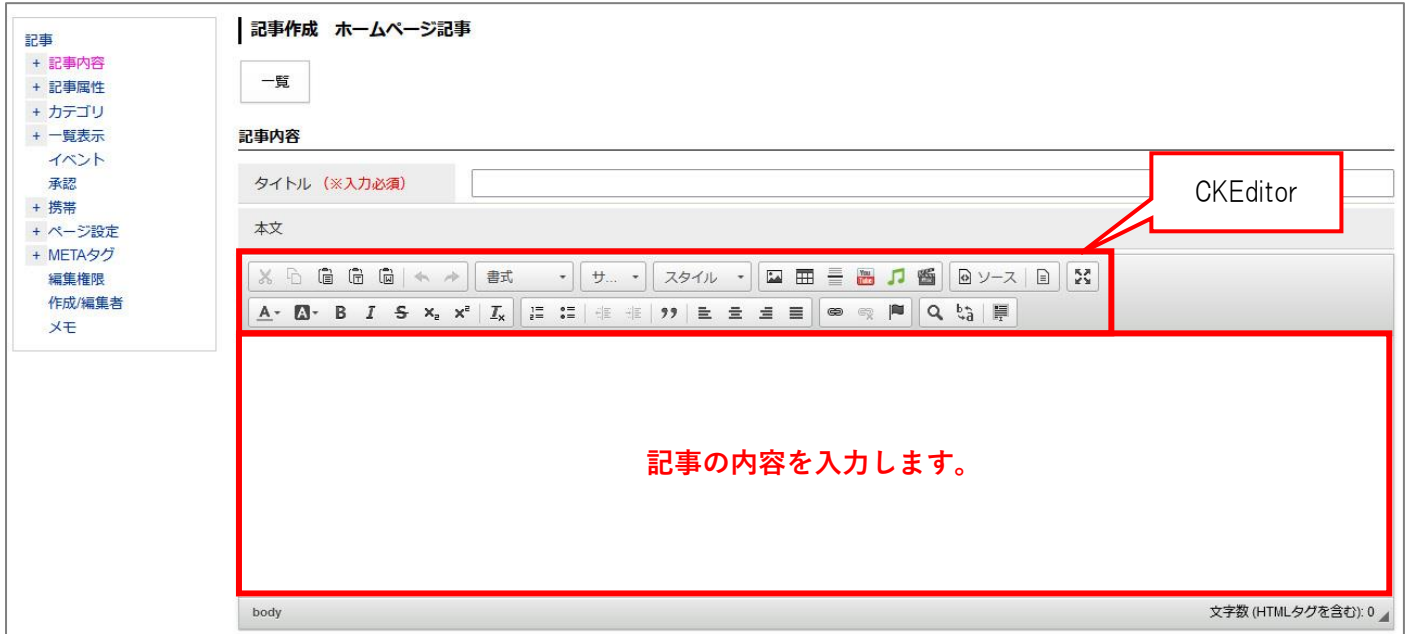 記事
+ 記事内容
+ 記事属性
+ カテゴリ
+ 一覧表示
イベント
承認
+ 携帯
+ ページ設定
+ METAタグ
編集権限
作成/編集者
メモ
記事作成　ホームページ記事
一覧
記事内容
タイトル (※入力必須)
CKEditor
本文
書式 サ... スタイル ソース
記事の内容を入力します。
body 文字数 (HTMLタグを含む): 0